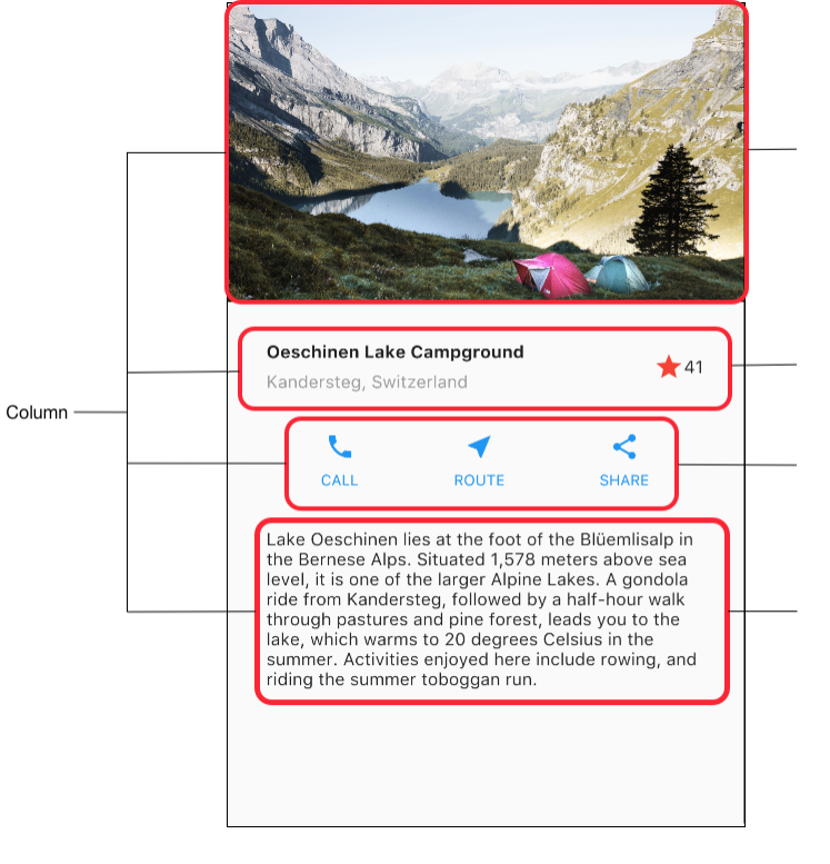 Oeschinen Lake Campground
41
Kandersteg, Switzerland
Column
CALL
ROUTE
SHARE
Lake Oeschinen lies at the foot of the Blüemlisalp in
the Bernese Alps. Situated 1,578 meters above sea
level, it is one of the larger Alpine Lakes. A gondola
ride from Kandersteg, followed by a half-hour walk
through pastures and pine forest, leads you to the
lake, which warms to 20 degrees Celsius in the
summer. Activities enjoyed here include rowing, and
riding the summer toboggan run.